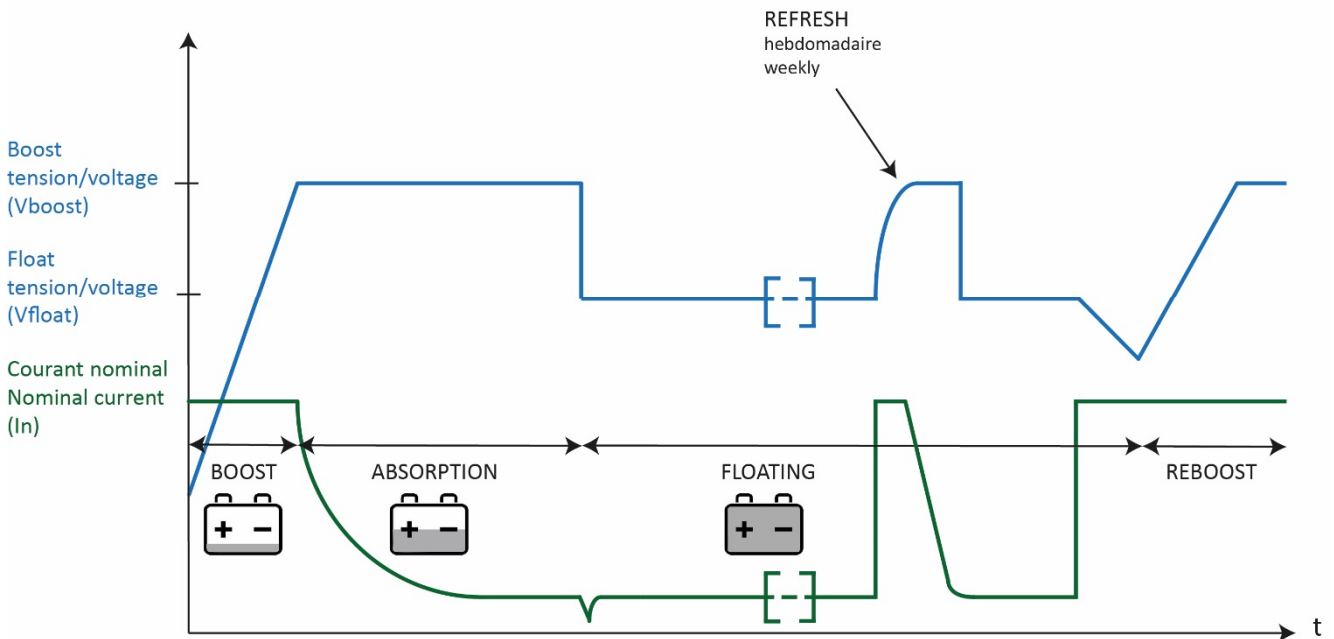 REFRESH
hebdomadaire
weekly
Boost
tension/voltage
(Vboost)
Float
tension/voltage
(Vfloat)
Courant nominal
Nominal current
(In)
BOOST
ABSORPTION
FLOATING
REBOOST
+ −
+ −
+ −
t